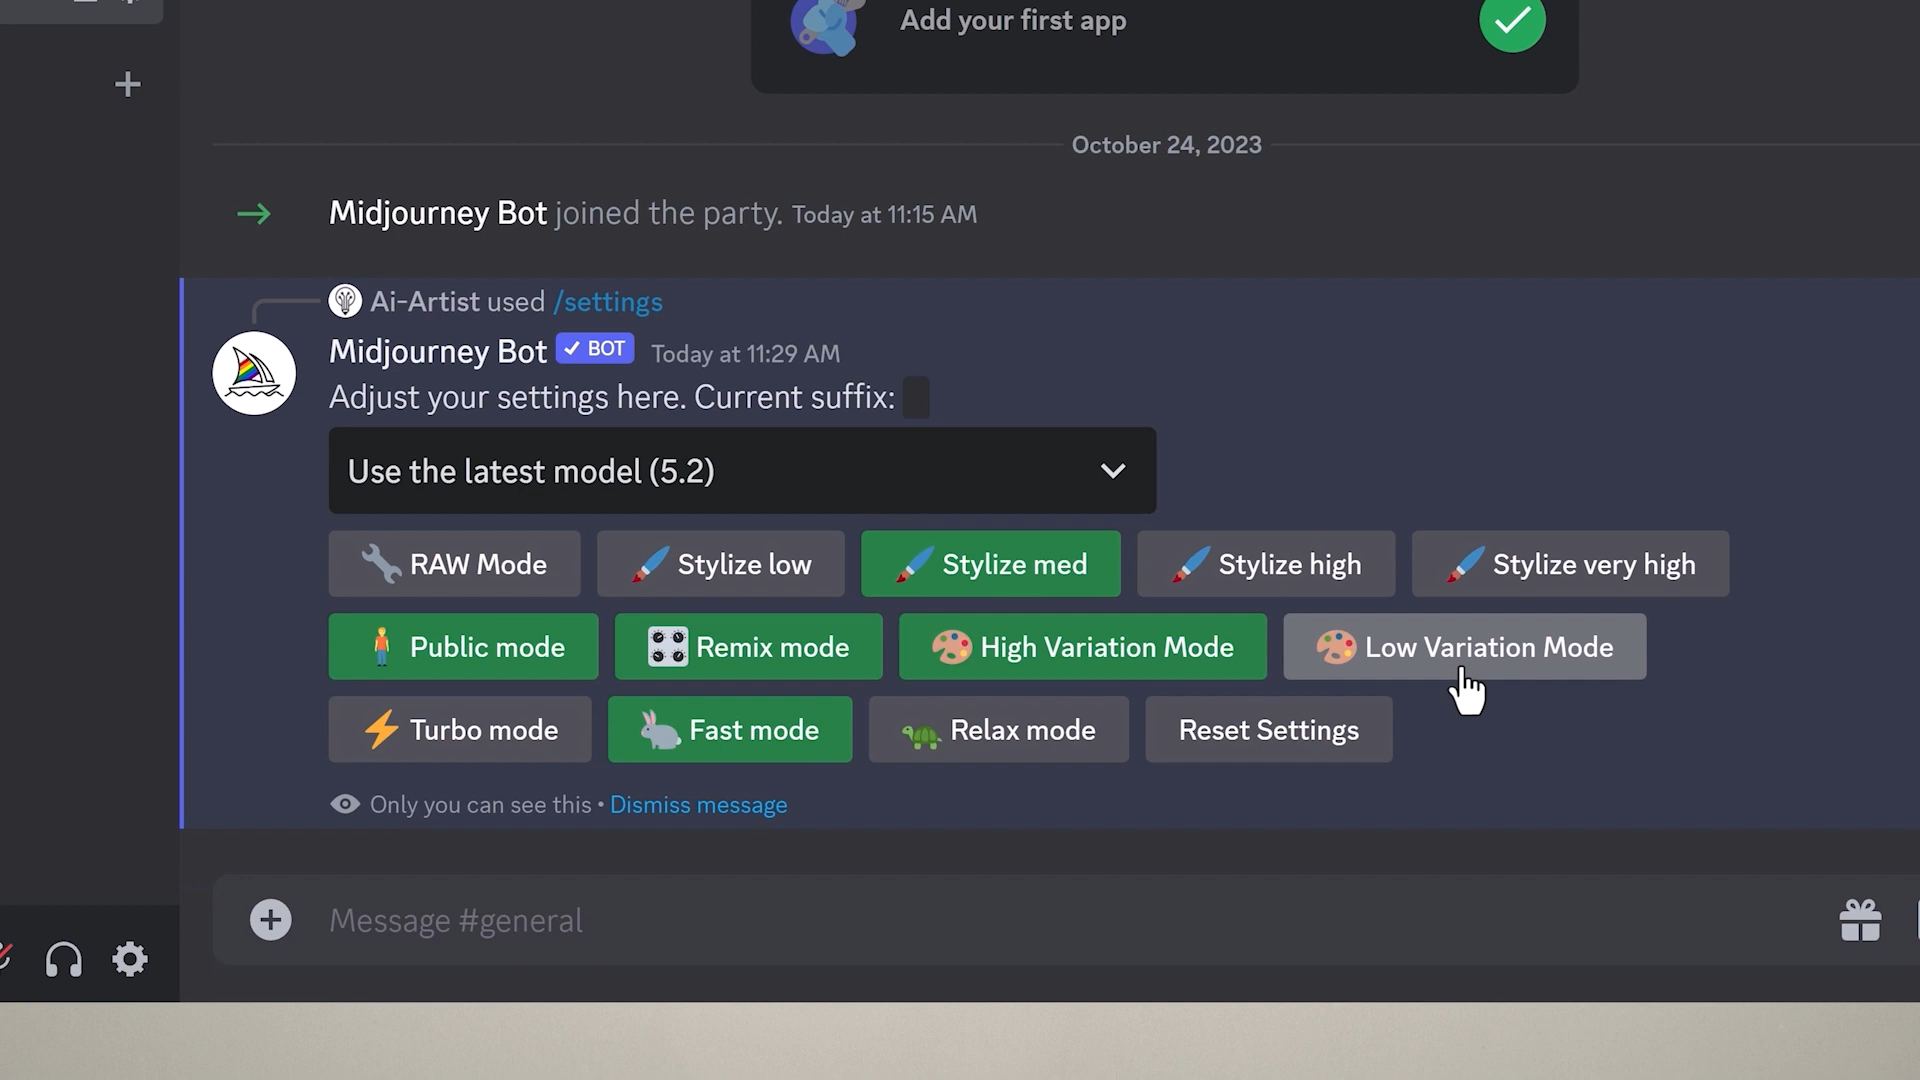 Add your first app
October 24, 2023
Midjourney Bot joined the party. Today at 11:15 AM
Ai-Artist used /settings
Midjourney Bot BOT Today at 11:29 AM
Adjust your settings here. Current suffix:
Use the latest model (5.2)
RAW Mode Stylize low Stylize med Stylize high Stylize very high
Public mode Remix mode High Variation Mode Low Variation Mode
Turbo mode Fast mode Relax mode Reset Settings
Only you can see this • Dismiss message
Message #general